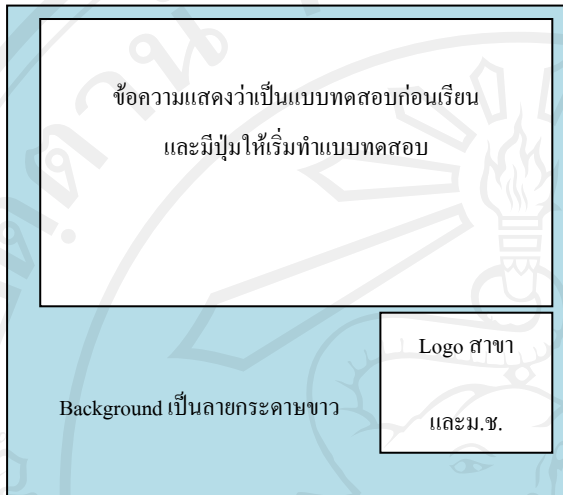 ข้อความแสดงว่าเป็นแบบทดสอบก่อนเรียน
และมีปุ่มให้เริ่มทำแบบทดสอบ
Logo สาขา
Background เป็นลายกระดาษขาว
และม.ช.